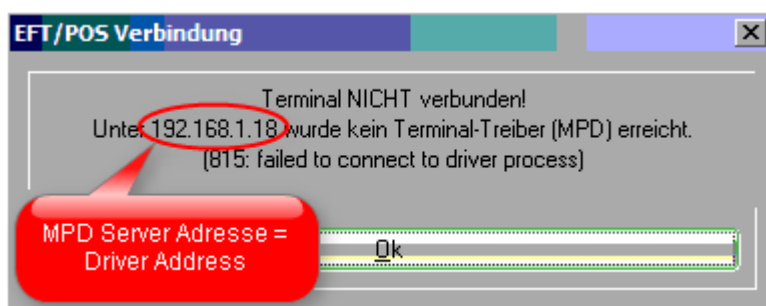 EFT/POS Verbindung
Terminal NICHT verbunden!
Unter 192.168.1.18 wurde kein Terminal-Treiber (MPD) erreicht.
(815: failed to connect to driver process)
MPD Server Adresse =
Driver Address
Ok